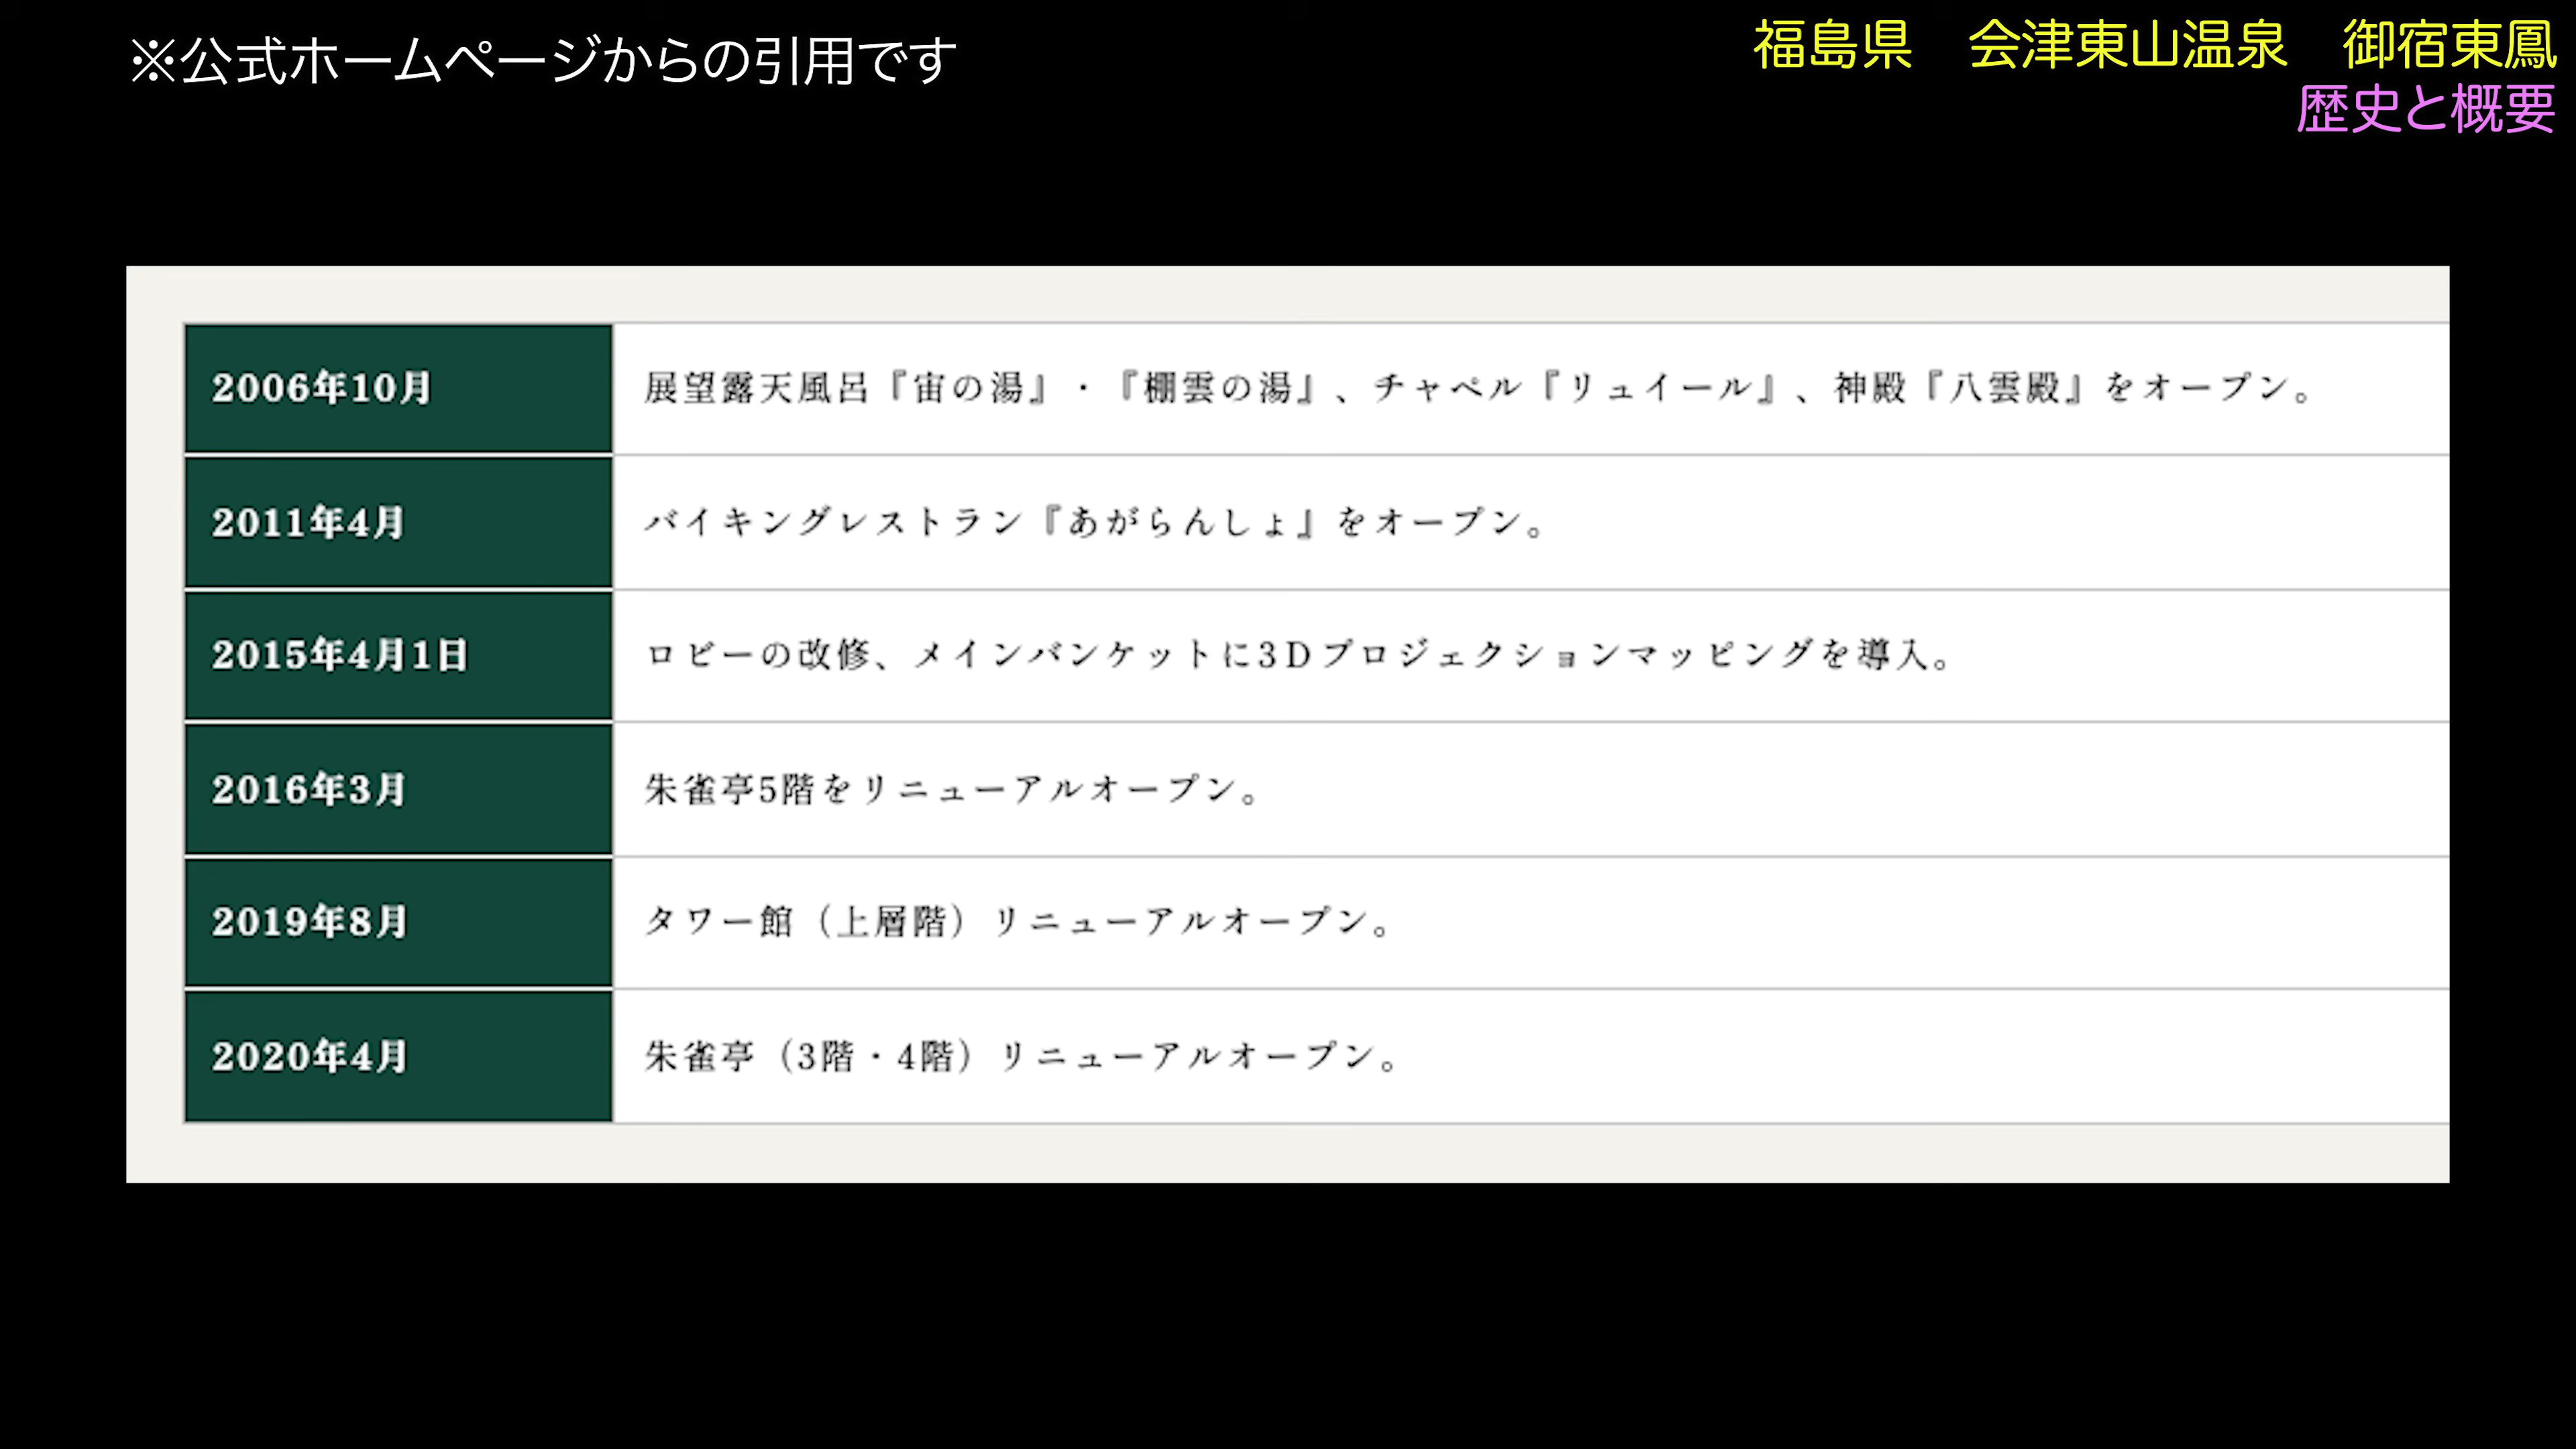 ※公式ホームページからの引用です
福島県　会津東山温泉　御宿東鳳
歴史と概要
2006年10月 展望露天風呂『宙の湯』・『棚雲の湯』、チャペル『リュイール』、神殿『八雲殿』をオープン。
2011年4月 バイキングレストラン『あがらんしょ』をオープン。
2015年4月1日 ロビーの改修、メインバンケットに3Dプロジェクションマッピングを導入。
2016年3月 朱雀亭5階をリニューアルオープン。
2019年8月 タワー館（上層階）リニューアルオープン。
2020年4月 朱雀亭（3階・4階）リニューアルオープン。